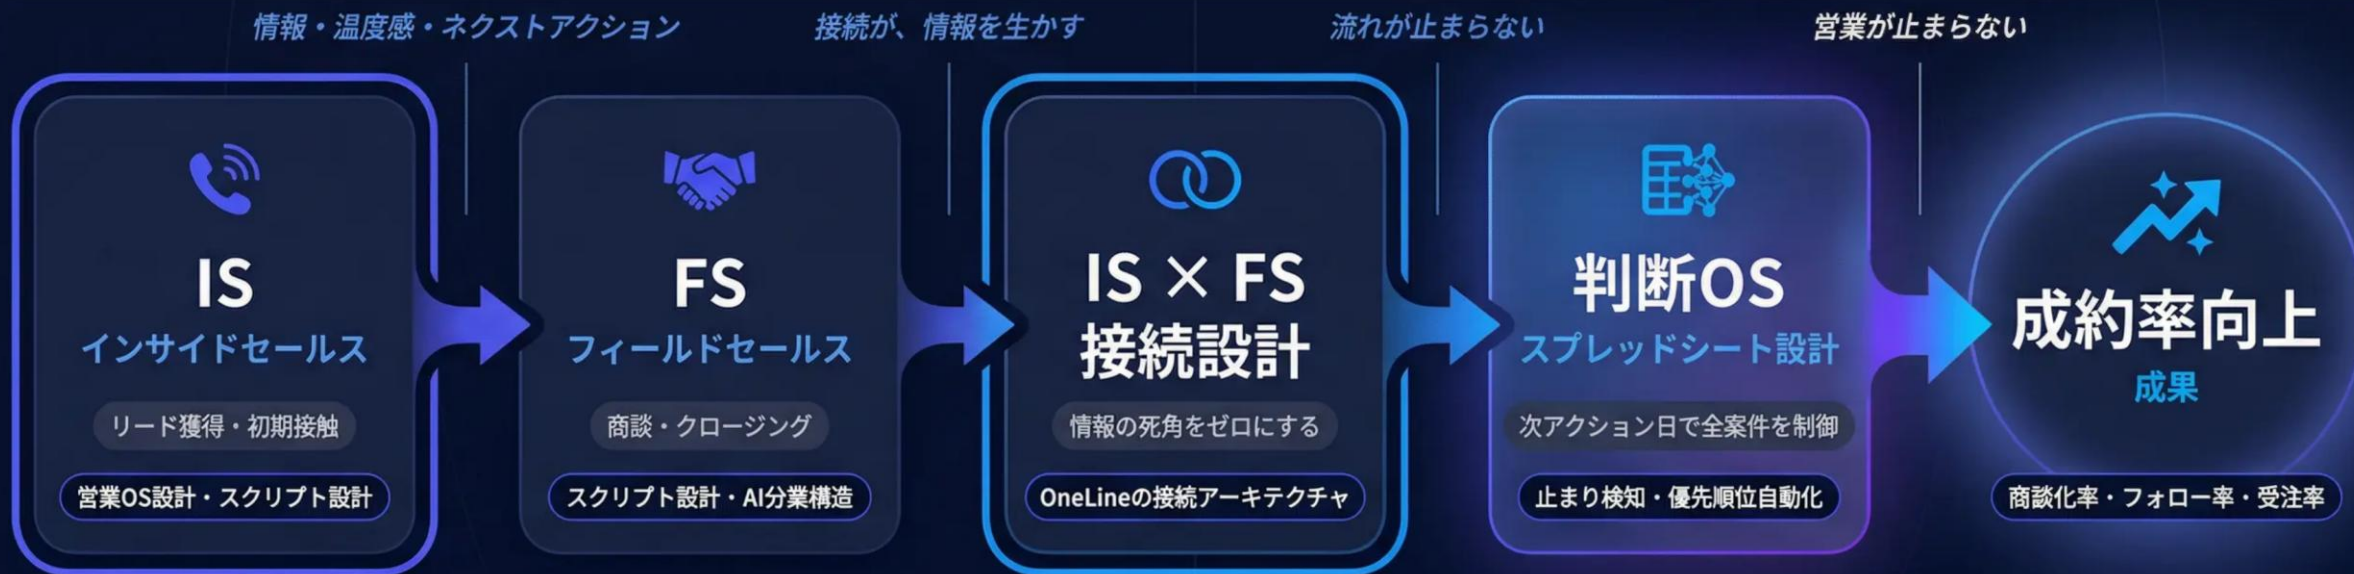 情報・温度感・ネクストアクション
接続が、情報を生かす
流れが止まらない
営業が止まらない
IS
インサイドセールス
リード獲得・初期接触
営業OS設計・スクリプト設計
FS
フィールドセールス
商談・クロージング
スクリプト設計・AI分業構造
IS × FS
接続設計
情報の死角をゼロにする
OneLineの接続アーキテクチャ
判断OS
スプレッドシート設計
次アクション日で全案件を制御
止まり検知・優先順位自動化
成約率向上
成果
商談化率・フォロー率・受注率